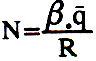 N = β.q̄ / R